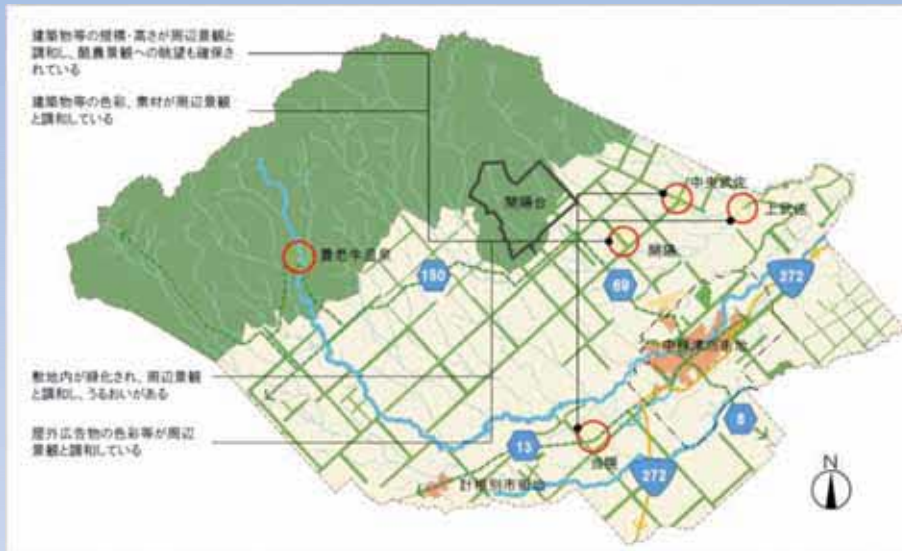 建築物等の規模・高さが周辺景観と
調和し、酪農景観への眺望も確保さ
れている
建築物等の色彩、素材が周辺景観
と調和している
開陽台
中央武佐
上武佐
開陽
養老牛温泉
150
69
272
中標津市街地
敷地内が緑化され、周辺景観
と調和し、うるおいがある
屋外広告物の色彩等が周辺
景観と調和している
13
8
272
計根別市街地
N